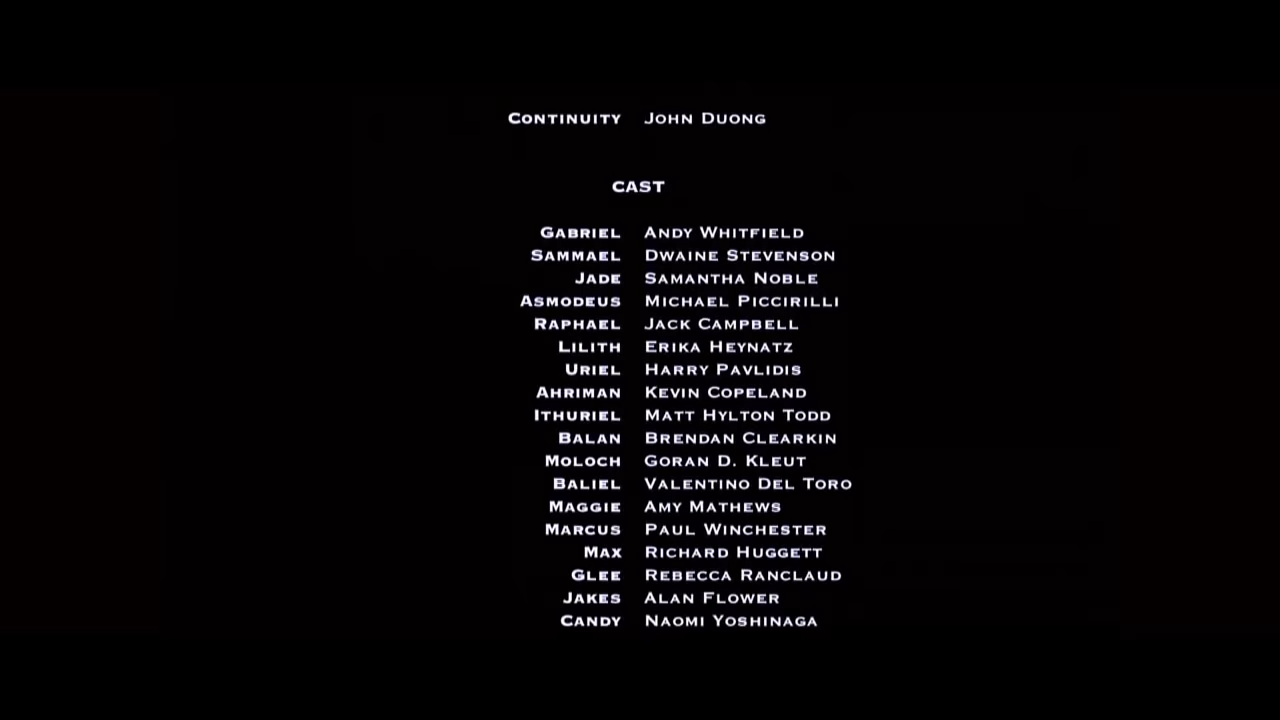 Continuity John Duong
CAST
Gabriel Andy Whitfield
Sammael Dwaine Stevenson
Jade Samantha Noble
Asmodeus Michael Piccirilli
Raphael Jack Campbell
Lilith Erika Heynatz
Uriel Harry Pavlidis
Ahriman Kevin Copeland
Ithuriel Matt Hylton Todd
Balan Brendan Clearkin
Moloch Goran D. Kleut
Baliel Valentino Del Toro
Maggie Amy Mathews
Marcus Paul Winchester
Max Richard Huggett
Glee Rebecca Ranclaud
Jakes Alan Flower
Candy Naomi Yoshinaga